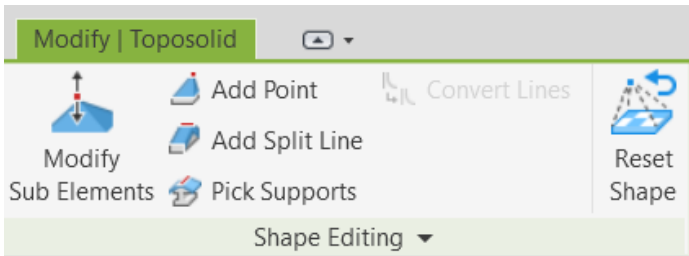 Modify | Toposolid
Modify
Sub Elements
Add Point
Add Split Line
Pick Supports
Convert Lines
Reset
Shape
Shape Editing